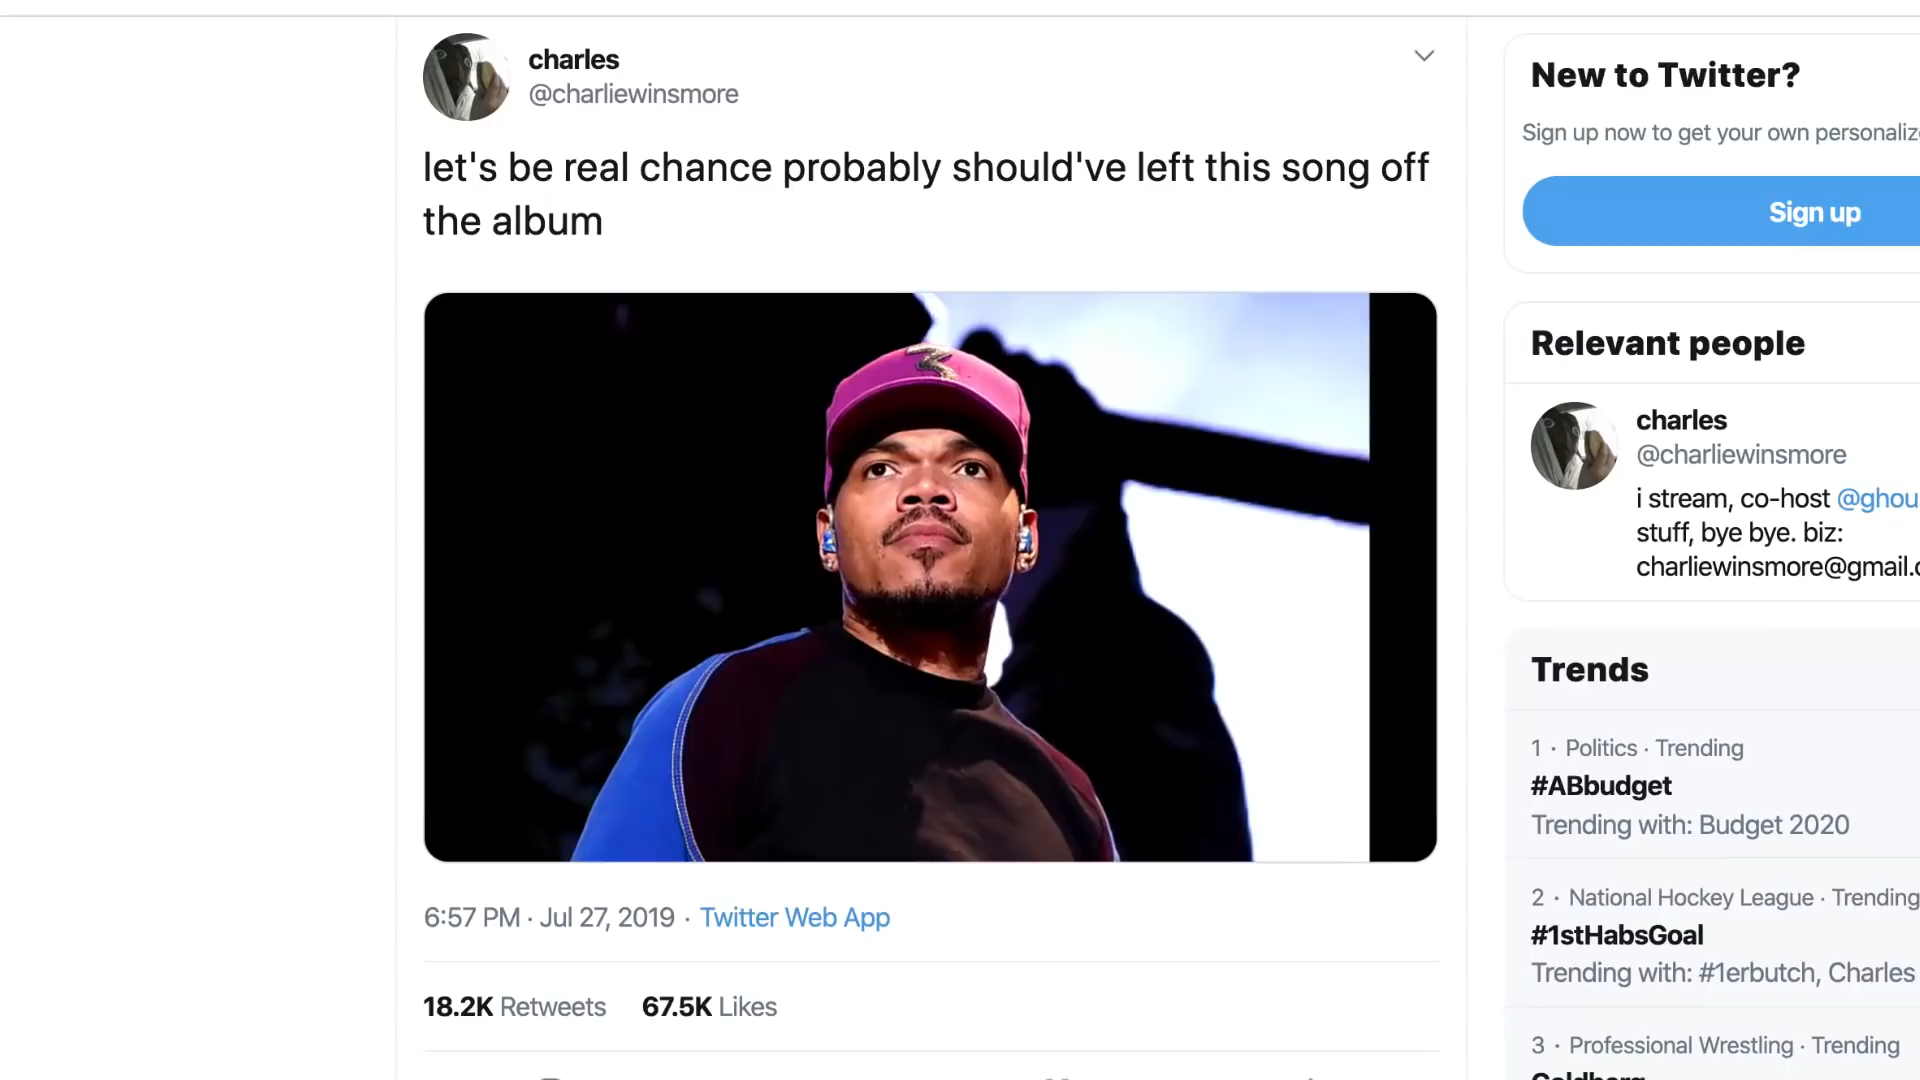 charles
@charliewinsmore
let's be real chance probably should've left this song off
the album
3
6:57 PM · Jul 27, 2019 · Twitter Web App
18.2K Retweets 67.5K Likes
New to Twitter?
Sign up now to get your own personaliz
Sign up
Relevant people
charles
@charliewinsmore
i stream, co-host @ghou
stuff, bye bye. biz:
charliewinsmore@gmail.c
Trends
1 · Politics · Trending
#ABbudget
Trending with: Budget 2020
2 · National Hockey League · Trending
#1stHabsGoal
Trending with: #1erbutch, Charles
3 · Professional Wrestling · Trending